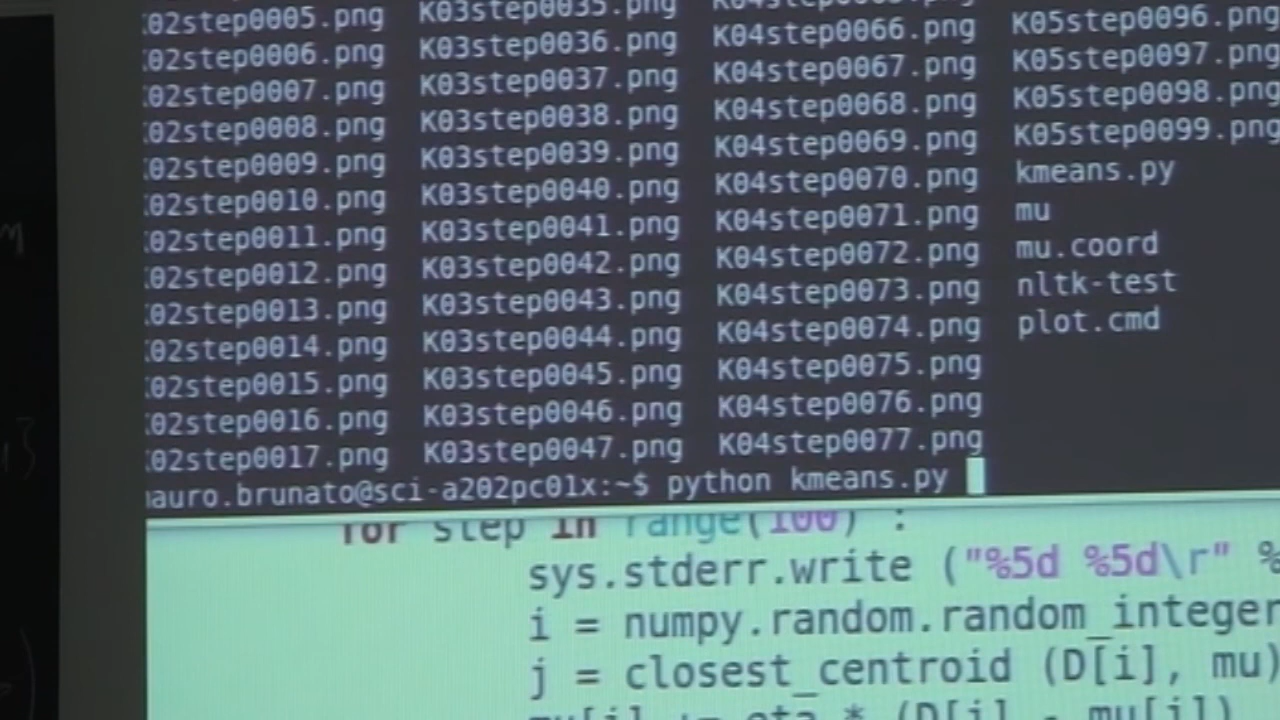 02step0005.png K03step0035.png K05step0096.png
02step0006.png K03step0036.png K04step0066.png K05step0097.png
02step0007.png K03step0037.png K04step0067.png K05step0098.png
02step0008.png K03step0038.png K04step0068.png K05step0099.png
02step0009.png K03step0039.png K04step0069.png kmeans.py
02step0010.png K03step0040.png K04step0070.png mu
02step0011.png K03step0041.png K04step0071.png mu.coord
02step0012.png K03step0042.png K04step0072.png nltk-test
02step0013.png K03step0043.png K04step0073.png plot.cmd
02step0014.png K03step0044.png K04step0074.png
02step0015.png K03step0045.png K04step0075.png
02step0016.png K03step0046.png K04step0076.png
02step0017.png K03step0047.png K04step0077.png
mauro.brunato@sci-a202pc01x:~$ python kmeans.py
for step in range(100) :
sys.stderr.write ("%5d %5d\r" %
i = numpy.random.random_integer
j = closest_centroid (D[i], mu)
mu[j] += eta * (D[i] - mu[j])